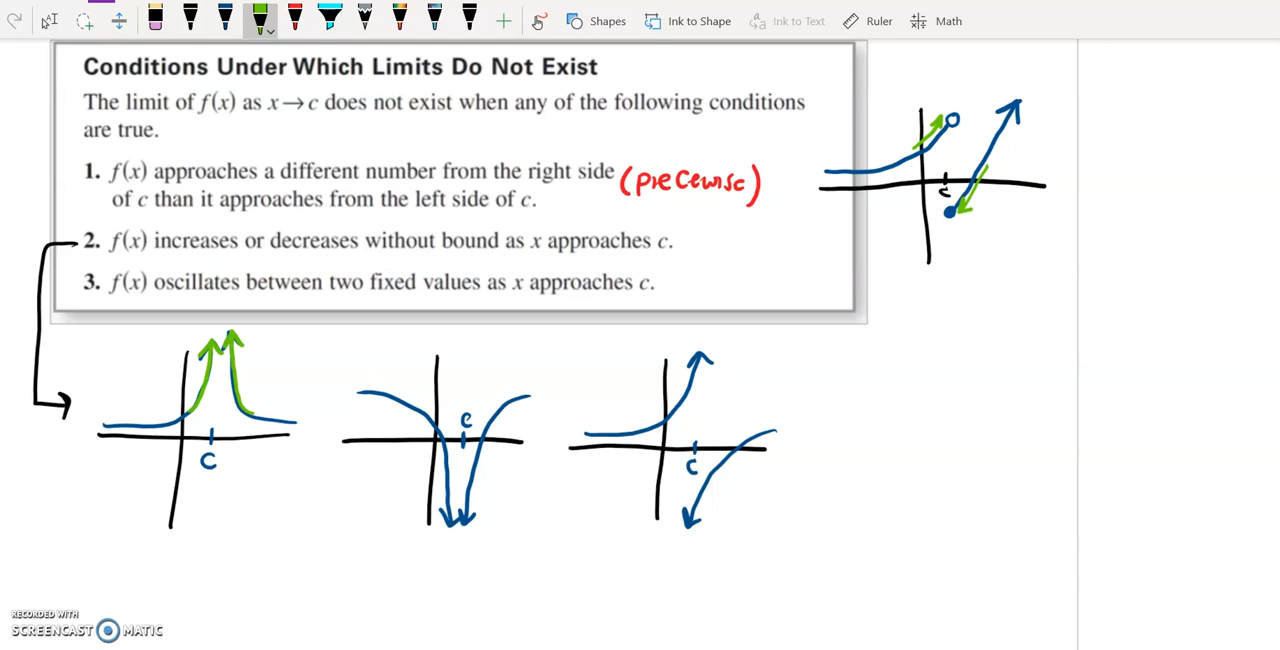 Shapes Ink to Shape Ink to Text Ruler Math
Conditions Under Which Limits Do Not Exist
The limit of f(x) as x→c does not exist when any of the following conditions
are true.
1. f(x) approaches a different number from the right side
of c than it approaches from the left side of c.
(piecewise)
2. f(x) increases or decreases without bound as x approaches c.
3. f(x) oscillates between two fixed values as x approaches c.
c
c
c
c
RECORDED WITH
SCREENCAST MATIC